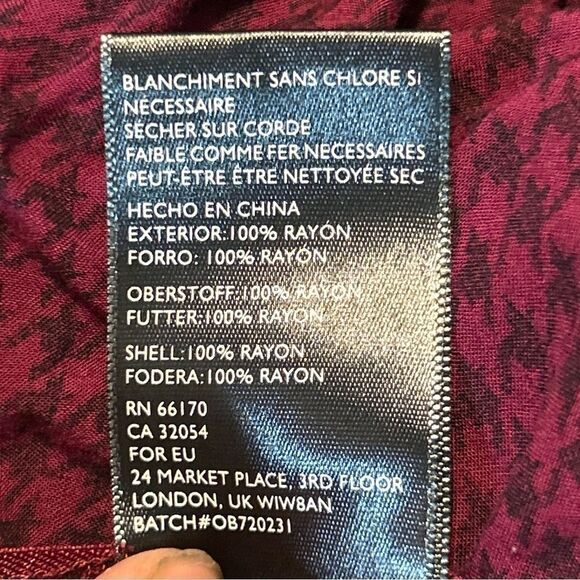 BLANCHIMENT SANS CHLORE SI
NECESSAIRE
SECHER SUR CORDE
FAIBLE COMME FER NECESSAIRES
PEUT-ÊTRE ÊTRE NETTOYÉE SEC
HECHO EN CHINA
EXTERIOR:100% RAYÓN
FORRO: 100% RAYÓN
OBERSTOFF:100% RAYON
FUTTER:100% RAYON
SHELL:100% RAYON
FODERA:100% RAYON
RN 66170
CA 32054
FOR EU
24 MARKET PLACE, 3RD FLOOR
LONDON, UK WIW8AN
BATCH#OB720231